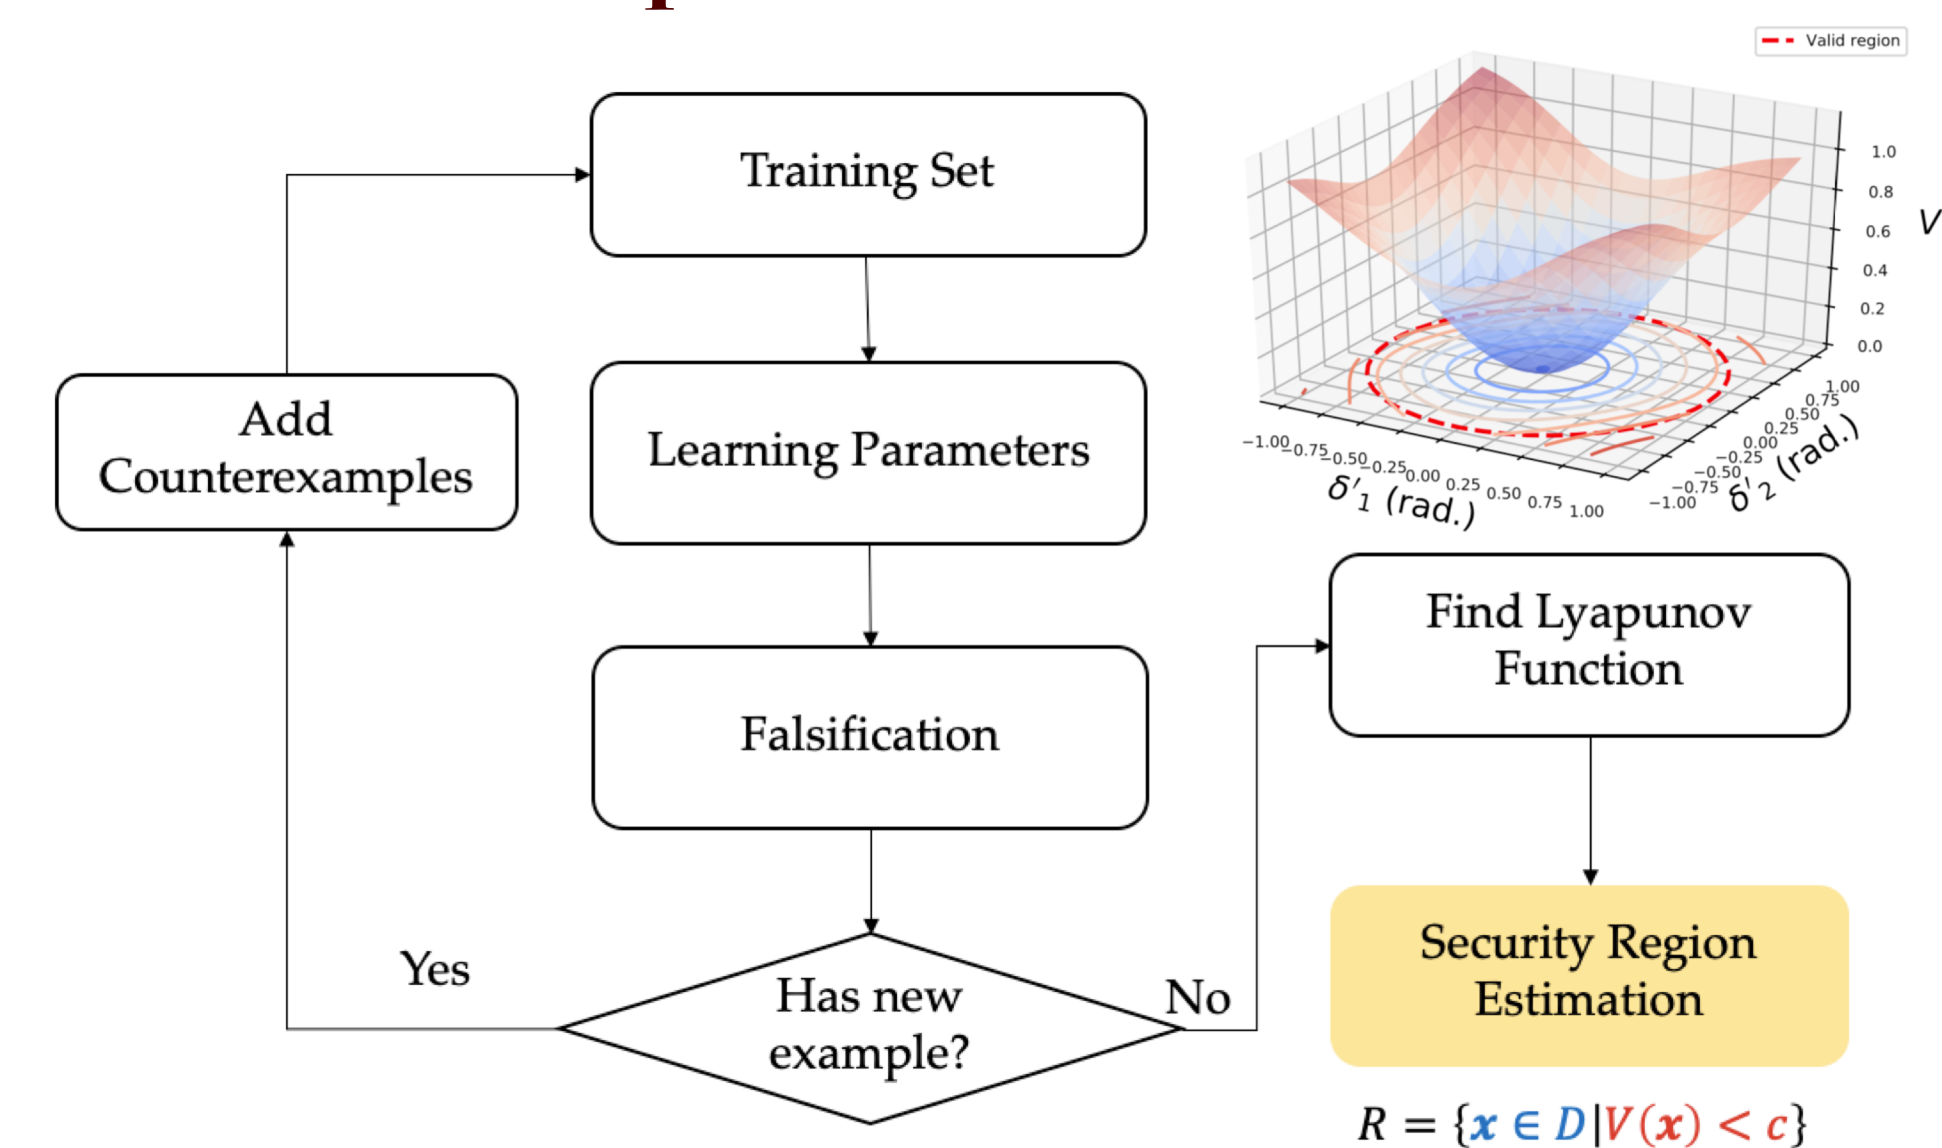 Valid region
Training Set
1.0
0.8
0.6
0.4
0.2
0.0
V
Learning Parameters
Add
Counterexamples
−1.00
−0.75
−0.50
−0.25
0.00
0.25
0.50
0.75
1.00
δ′₁ (rad.)
1.00
0.75
0.50
0.25
0.00
−0.25
−0.50
−0.75
−1.00
δ′₂ (rad.)
Find Lyapunov
Function
Falsification
Yes
Has new
example?
No
Security Region
Estimation
R = {x ∈ D|V(x) < c}